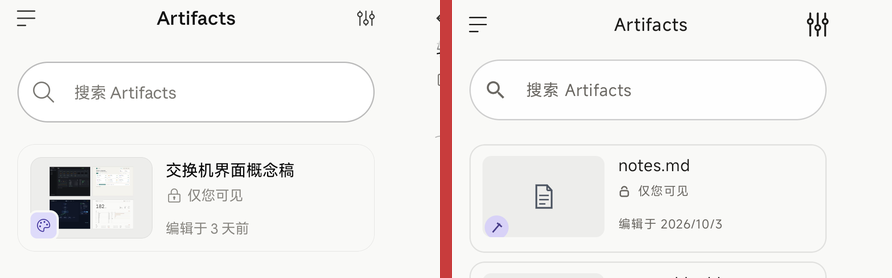 Artifacts
搜索 Artifacts
交换机界面概念稿
仅您可见
编辑于 3 天前
Artifacts
搜索 Artifacts
notes.md
仅您可见
编辑于 2026/10/3